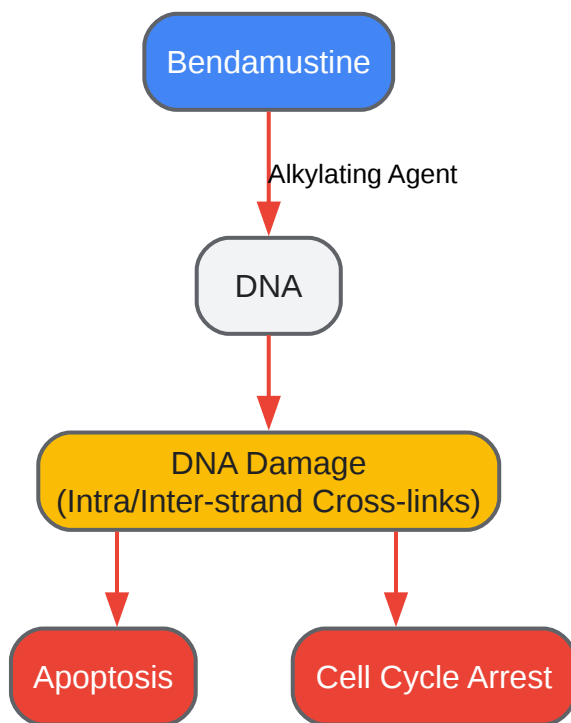 Bendamustine
Alkylating Agent
DNA
DNA Damage
(Intra/Inter-strand Cross-links)
Apoptosis
Cell Cycle Arrest